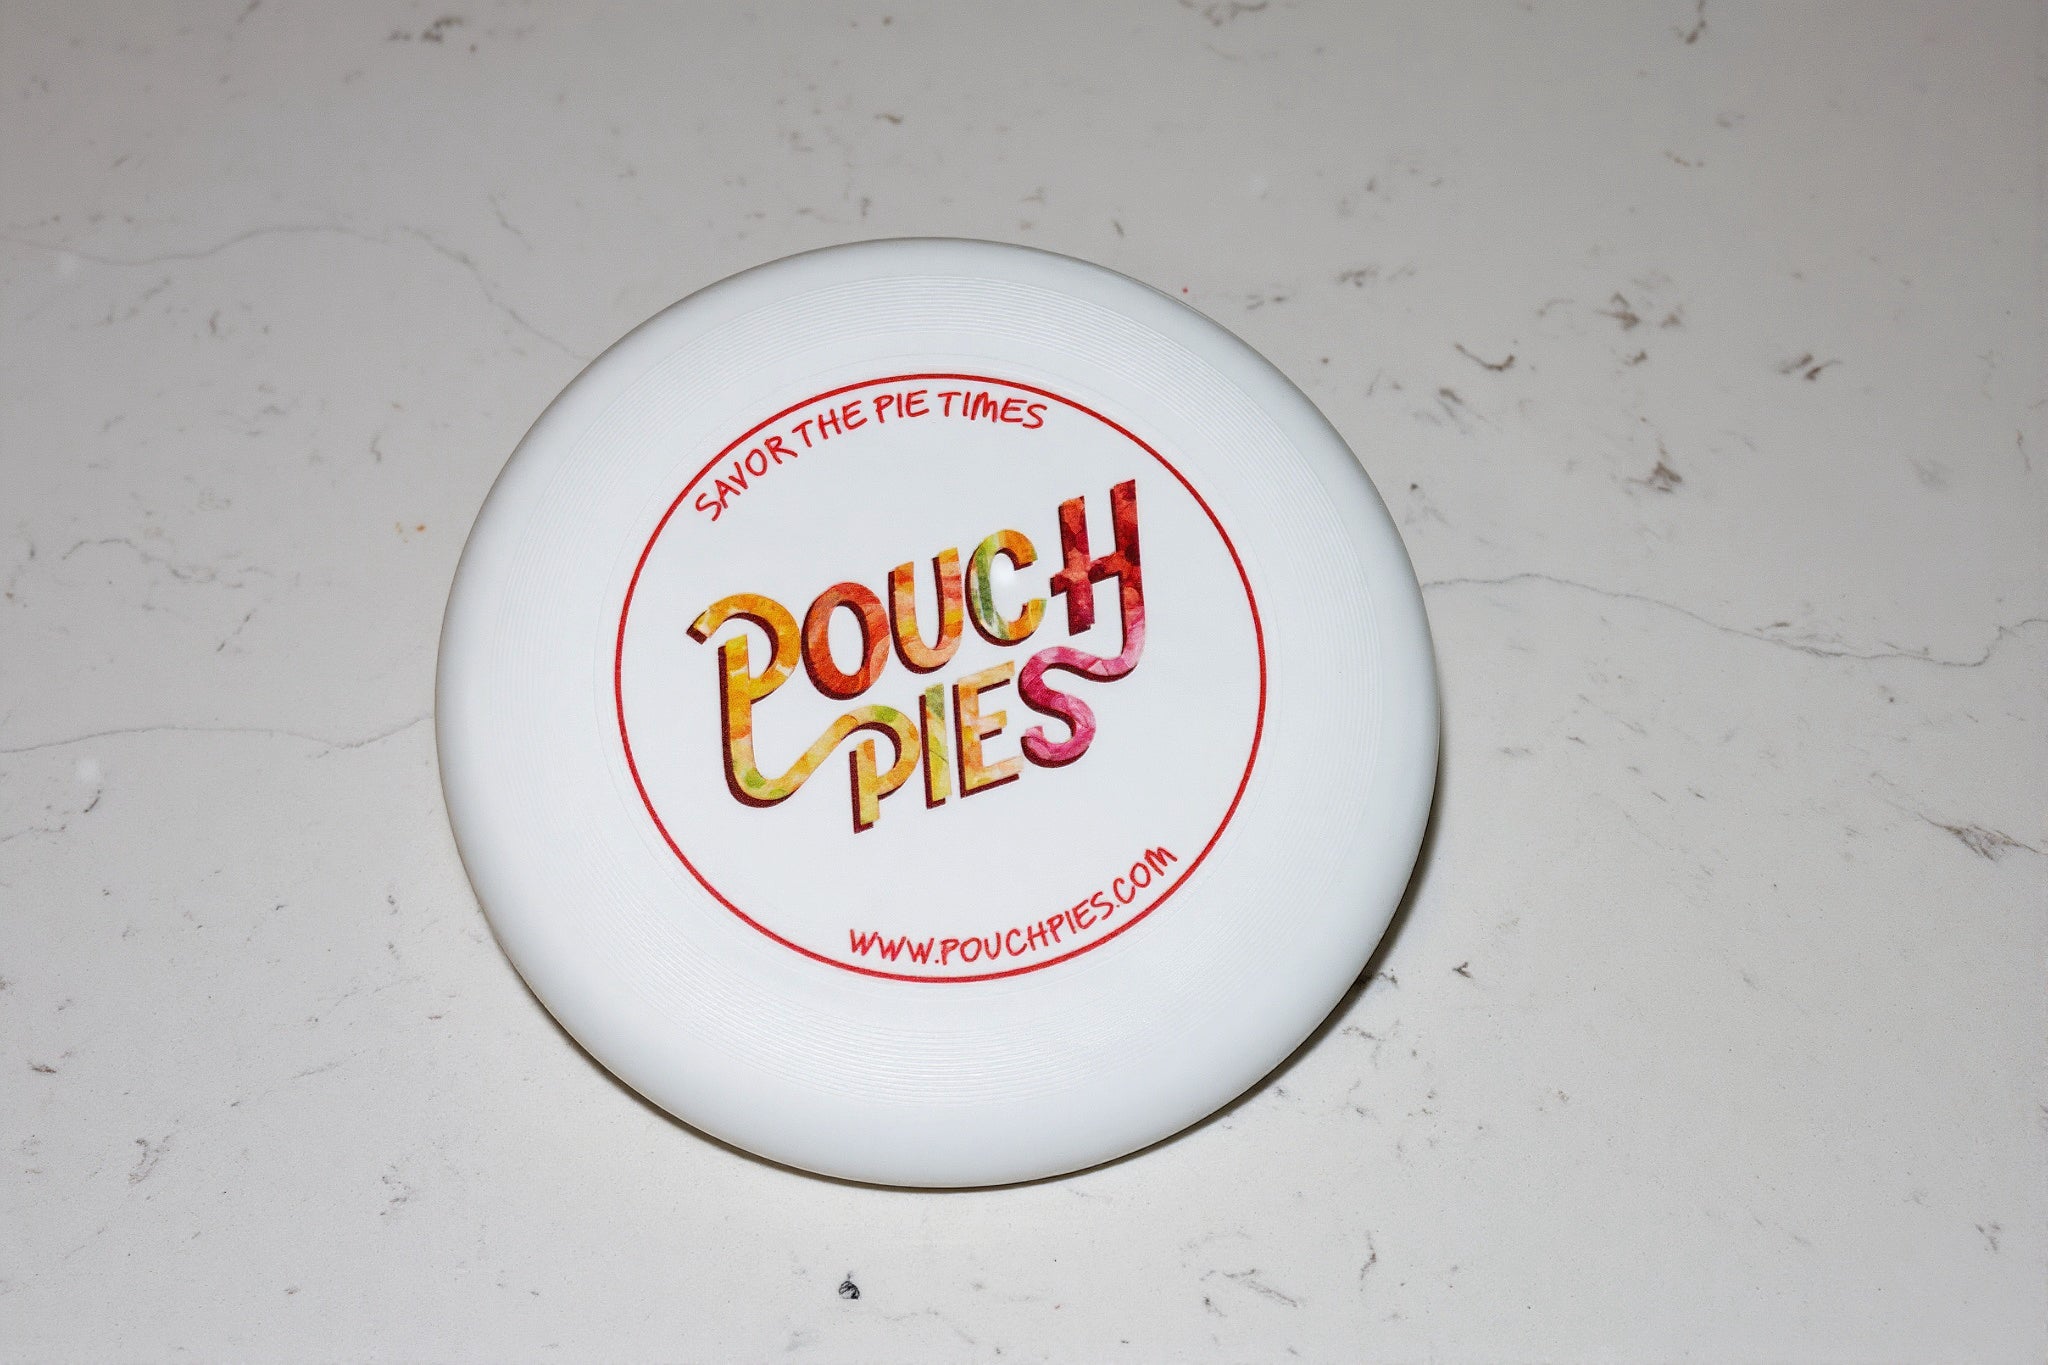 SAVOR THE PIE TIMES
POUCH
PIES
WWW.POUCHPIES.COM